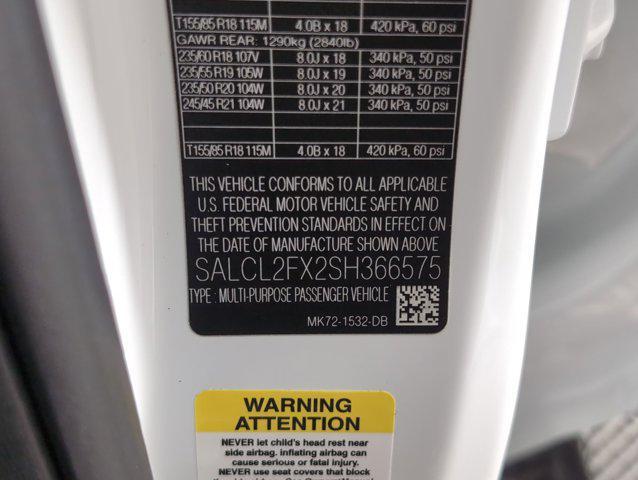 T155/85 R18 115M 4.0B x 18 420 kPa, 60 psi
GAWR REAR: 1290kg (2840lb)
235/60 R18 107V 8.0J x 18 340 kPa, 50 psi
235/55 R19 105W 8.0J x 19 340 kPa, 50 psi
235/50 R20 104W 8.0J x 20 340 kPa, 50 psi
245/45 R21 104W 8.0J x 21 340 kPa, 50 psi
T155/85 R18 115M 4.0B x 18 420 kPa, 60 psi
THIS VEHICLE CONFORMS TO ALL APPLICABLE
U.S. FEDERAL MOTOR VEHICLE SAFETY AND
THEFT PREVENTION STANDARDS IN EFFECT ON
THE DATE OF MANUFACTURE SHOWN ABOVE
SALCL2FX2SH366575
TYPE : MULTI-PURPOSE PASSENGER VEHICLE
MK72-1532-DB
WARNING
ATTENTION
NEVER let child's head rest near
side airbag. inflating airbag can
cause serious or fatal injury.
NEVER use seat covers that block